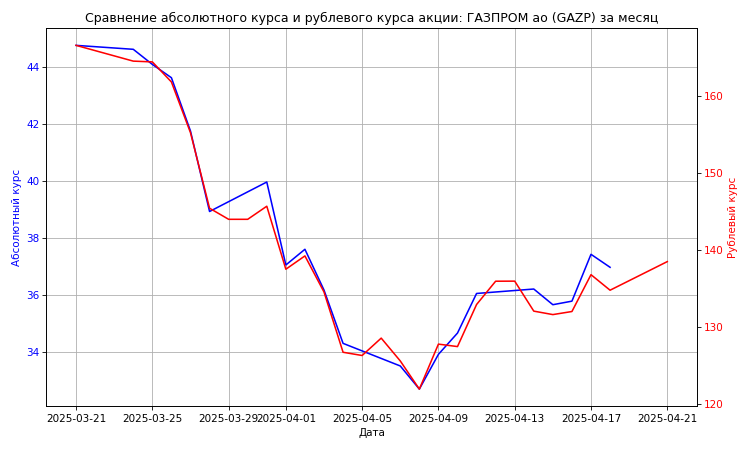 Сравнение абсолютного курса и рублевого курса акции: ГАЗПРОМ ао (GAZP) за месяц
44
42
40
38
36
34
Абсолютный курс
160
150
140
130
120
Рублевый курс
2025-03-21 2025-03-25 2025-03-29 2025-04-01 2025-04-05 2025-04-09 2025-04-13 2025-04-17 2025-04-21
Дата